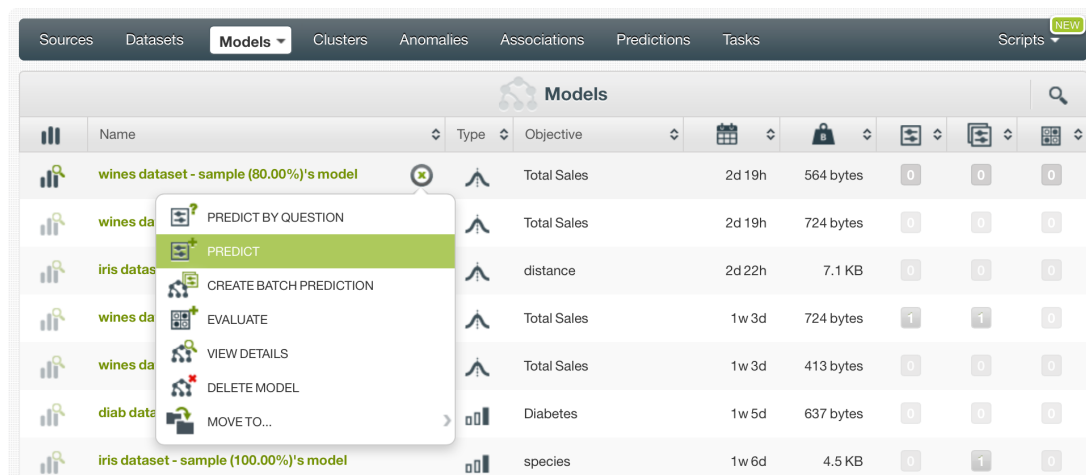 NEW
Sources Datasets Models Clusters Anomalies Associations Predictions Tasks Scripts
Models
Name Type Objective
wines dataset - sample (80.00%)'s model Total Sales 2d 19h 564 bytes 0 0 0
wines da Total Sales 2d 19h 724 bytes 0 0 0
PREDICT BY QUESTION
PREDICT
iris datas distance 2d 22h 7.1 KB 0 0 0
CREATE BATCH PREDICTION
wines da Total Sales 1w 3d 724 bytes 1 1 0
EVALUATE
VIEW DETAILS
wines da Total Sales 1w 3d 413 bytes 0 0 0
DELETE MODEL
diab data Diabetes 1w 5d 637 bytes 0 0 0
MOVE TO...
iris dataset - sample (100.00%)'s model species 1w 6d 4.5 KB 0 1 0